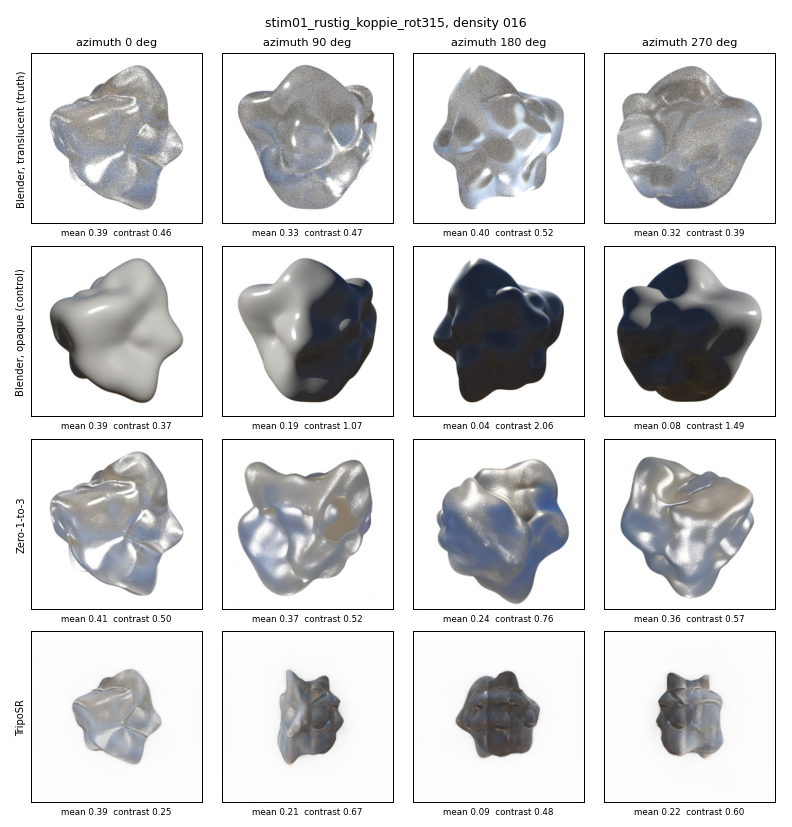 stim01_rustig_koppie_rot315, density 016
azimuth 0 deg azimuth 90 deg azimuth 180 deg azimuth 270 deg
Blender, translucent (truth)
mean 0.39 contrast 0.46 mean 0.33 contrast 0.47 mean 0.40 contrast 0.52 mean 0.32 contrast 0.39
Blender, opaque (control)
mean 0.39 contrast 0.37 mean 0.19 contrast 1.07 mean 0.04 contrast 2.06 mean 0.08 contrast 1.49
Zero-1-to-3
mean 0.41 contrast 0.50 mean 0.37 contrast 0.52 mean 0.24 contrast 0.76 mean 0.36 contrast 0.57
TripoSR
mean 0.39 contrast 0.25 mean 0.21 contrast 0.67 mean 0.09 contrast 0.48 mean 0.22 contrast 0.60